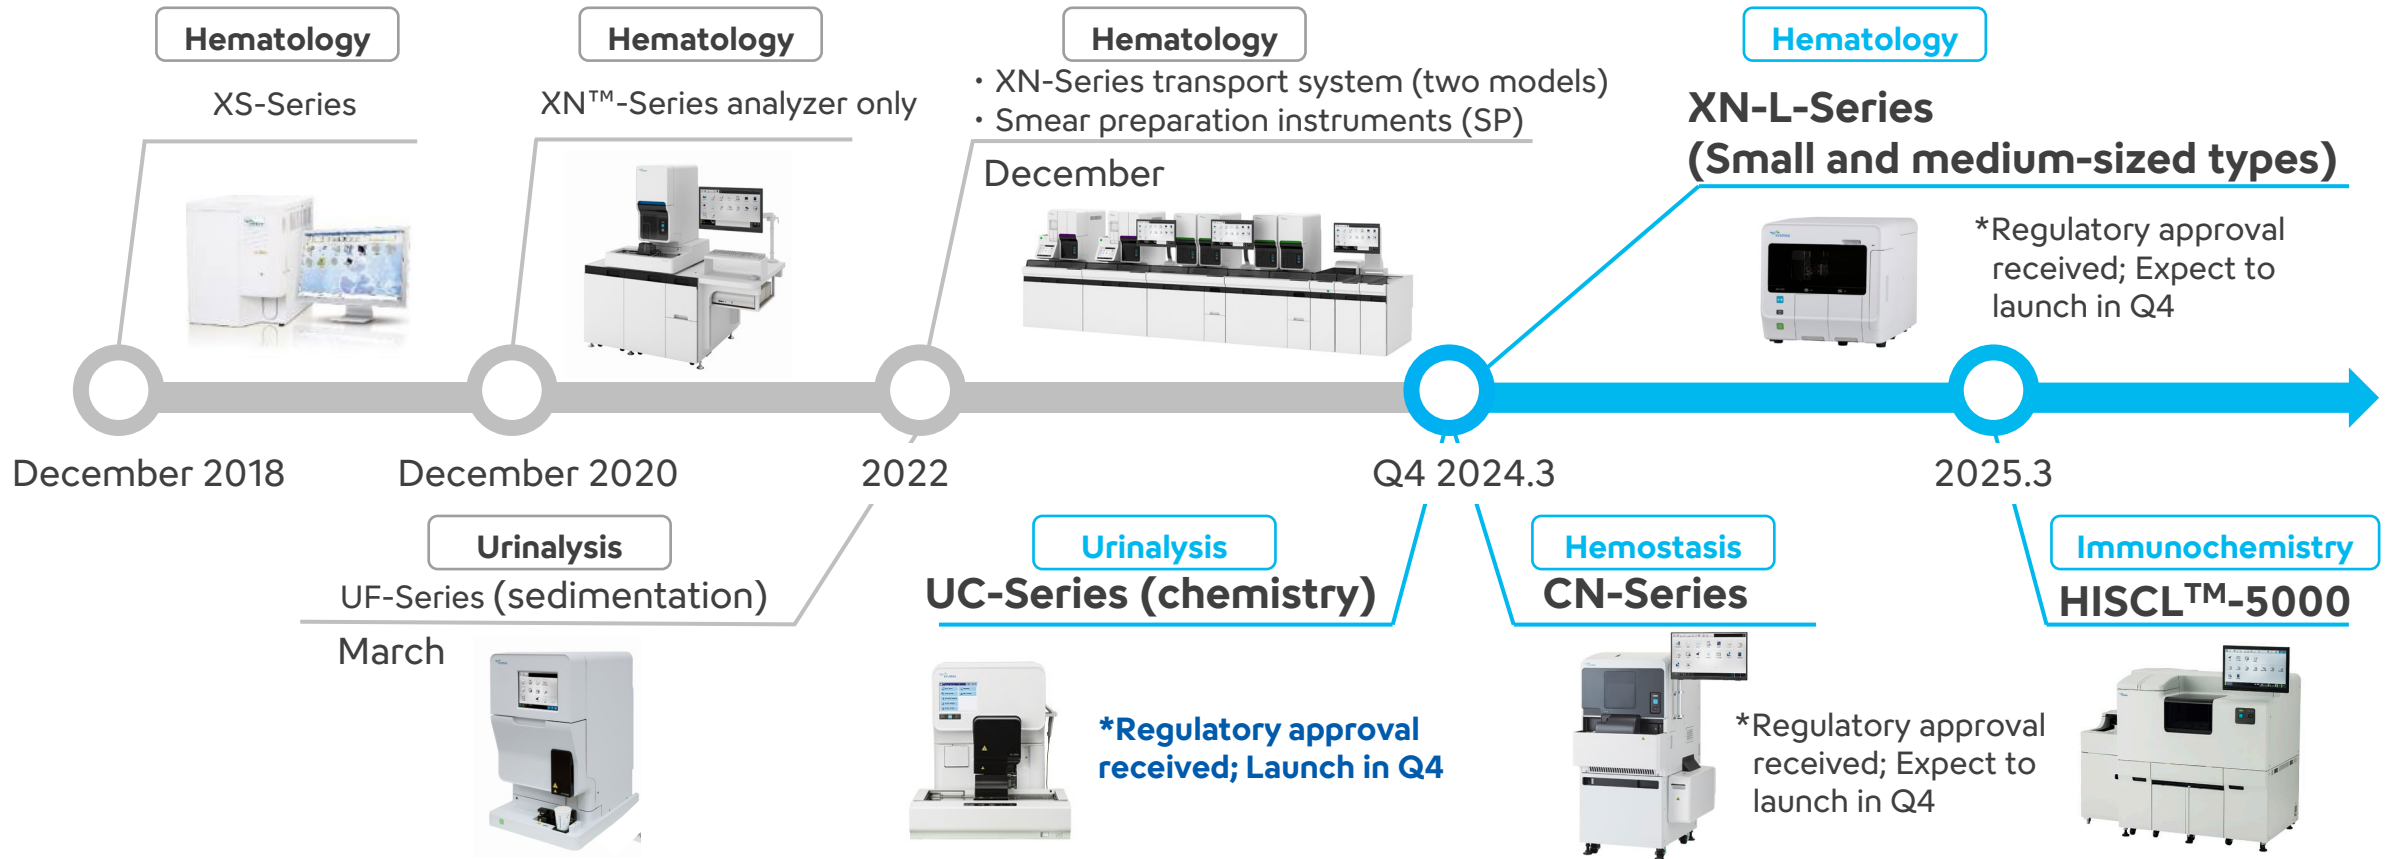 Hematology
XS-Series
Hematology
XN™-Series analyzer only
Hematology
・XN-Series transport system (two models)
・Smear preparation instruments (SP)
December
Hematology
XN-L-Series
(Small and medium-sized types)
*Regulatory approval
received; Expect to
launch in Q4
December 2018
December 2020
2022
Q4 2024.3
2025.3
Urinalysis
UF-Series (sedimentation)
March
Urinalysis
UC-Series (chemistry)
*Regulatory approval
received; Launch in Q4
Hemostasis
CN-Series
*Regulatory approval
received; Expect to
launch in Q4
Immunochemistry
HISCL™-5000